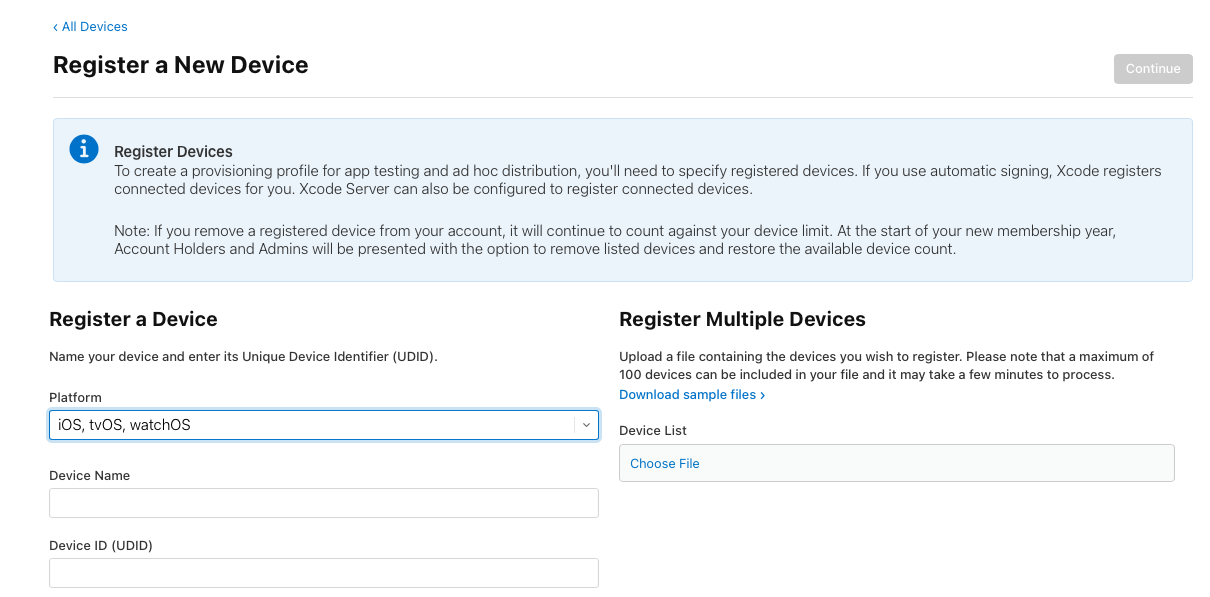 ‹ All Devices
Register a New Device
Continue
Register Devices
To create a provisioning profile for app testing and ad hoc distribution, you'll need to specify registered devices. If you use automatic signing, Xcode registers
connected devices for you. Xcode Server can also be configured to register connected devices.
Note: If you remove a registered device from your account, it will continue to count against your device limit. At the start of your new membership year,
Account Holders and Admins will be presented with the option to remove listed devices and restore the available device count.
Register a Device
Name your device and enter its Unique Device Identifier (UDID).
Platform
iOS, tvOS, watchOS
Device Name
Device ID (UDID)
Register Multiple Devices
Upload a file containing the devices you wish to register. Please note that a maximum of
100 devices can be included in your file and it may take a few minutes to process.
Download sample files ›
Device List
Choose File